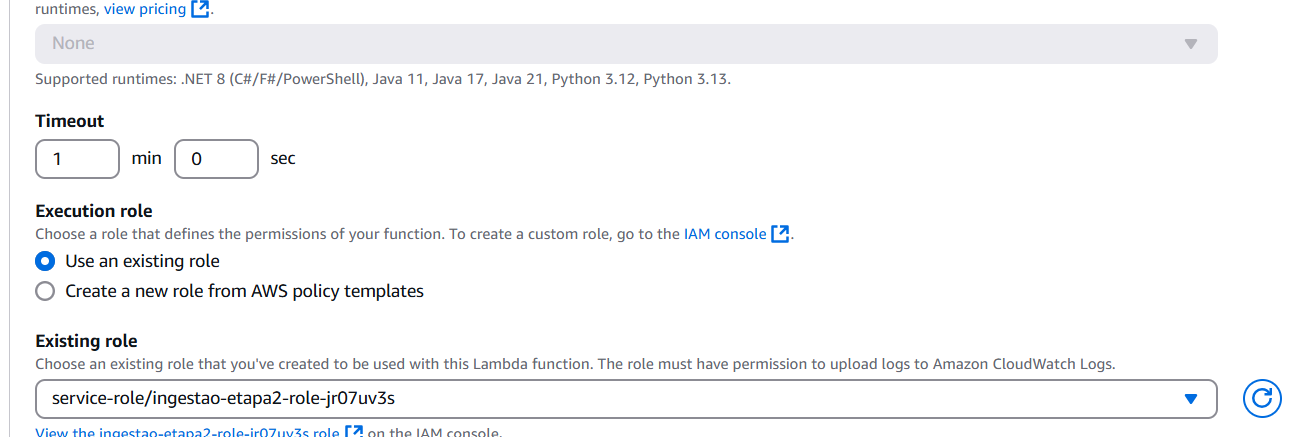 runtimes, view pricing.
None
Supported runtimes: .NET 8 (C#/F#/PowerShell), Java 11, Java 17, Java 21, Python 3.12, Python 3.13.
Timeout
1 min 0 sec
Execution role
Choose a role that defines the permissions of your function. To create a custom role, go to the IAM console.
Use an existing role
Create a new role from AWS policy templates
Existing role
Choose an existing role that you've created to be used with this Lambda function. The role must have permission to upload logs to Amazon CloudWatch Logs.
service-role/ingestao-etapa2-role-jr07uv3s
View the ingestao-etapa2-role-jr07uv3s role on the IAM console.